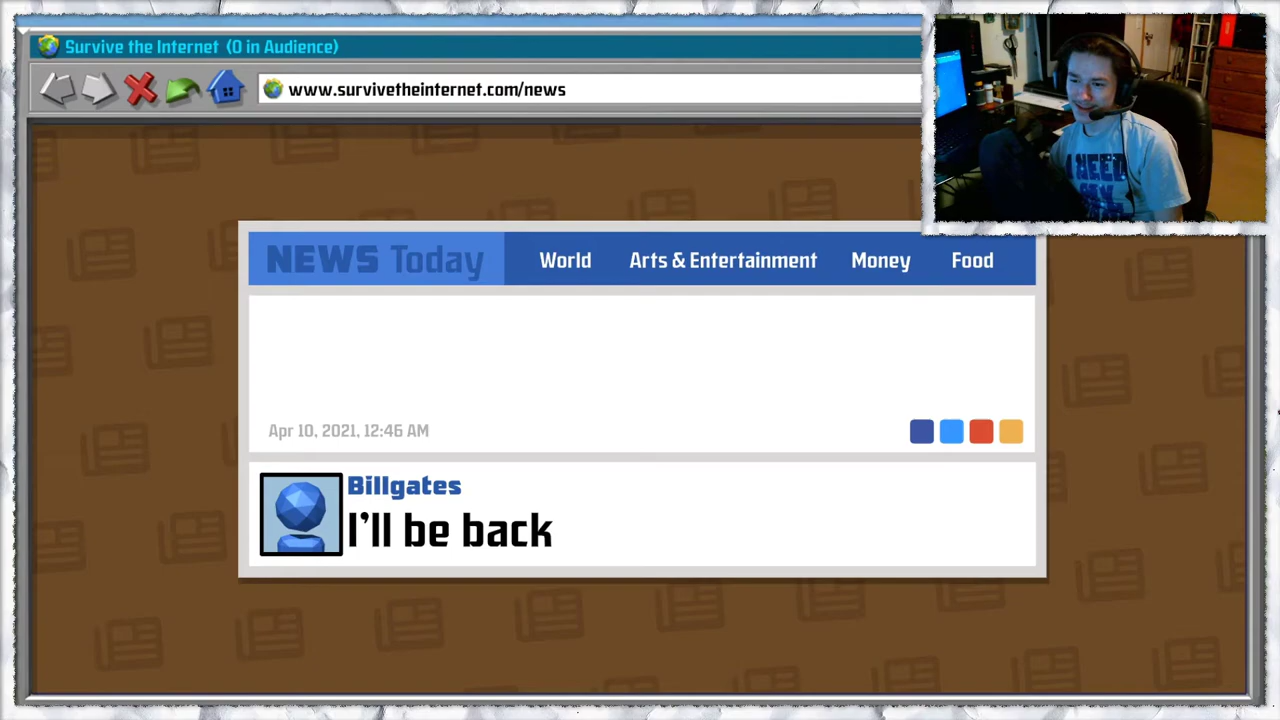 Survive the Internet (0 in Audience)
www.survivetheinternet.com/news
NEWS Today World Arts & Entertainment Money Food
Apr 10, 2021, 12:46 AM
Billgates
I'll be back
I NEED